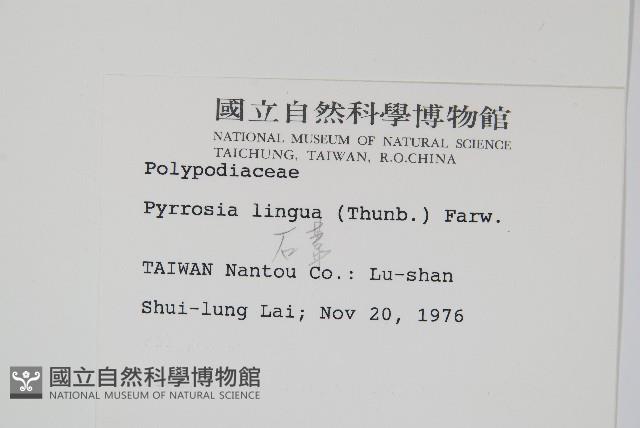 國立自然科學博物館
NATIONAL MUSEUM OF NATURAL SCIENCE
TAICHUNG, TAIWAN, R.O.CHINA
Polypodiaceae
Pyrrosia lingua (Thunb.) Farw.
石葦
TAIWAN Nantou Co.: Lu-shan
Shui-lung Lai; Nov 20, 1976
國立自然科學博物館
NATIONAL MUSEUM OF NATURAL SCIENCE